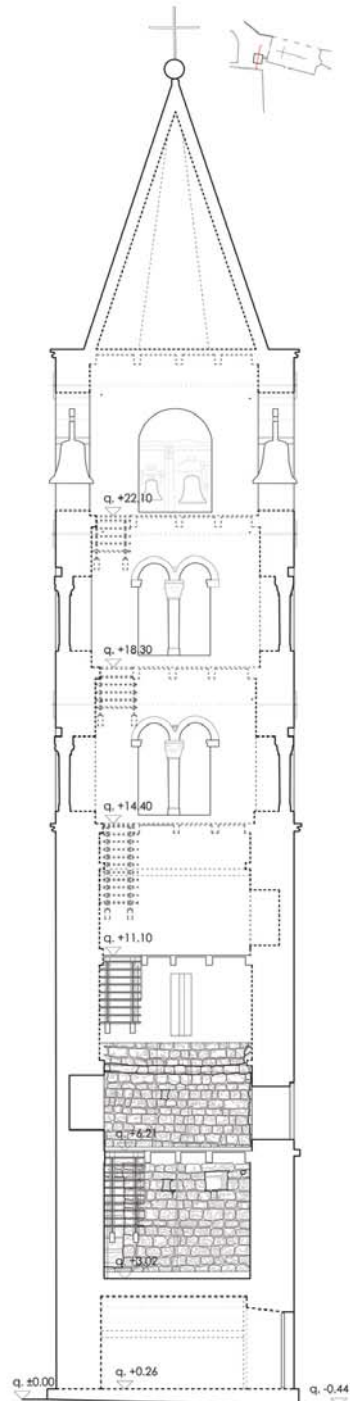 q. +22.10
q. +18.30
q. +14.40
q. +11.10
q. +6.21
q. +3.02
q. ±0.00
q. +0.26
q. -0.44